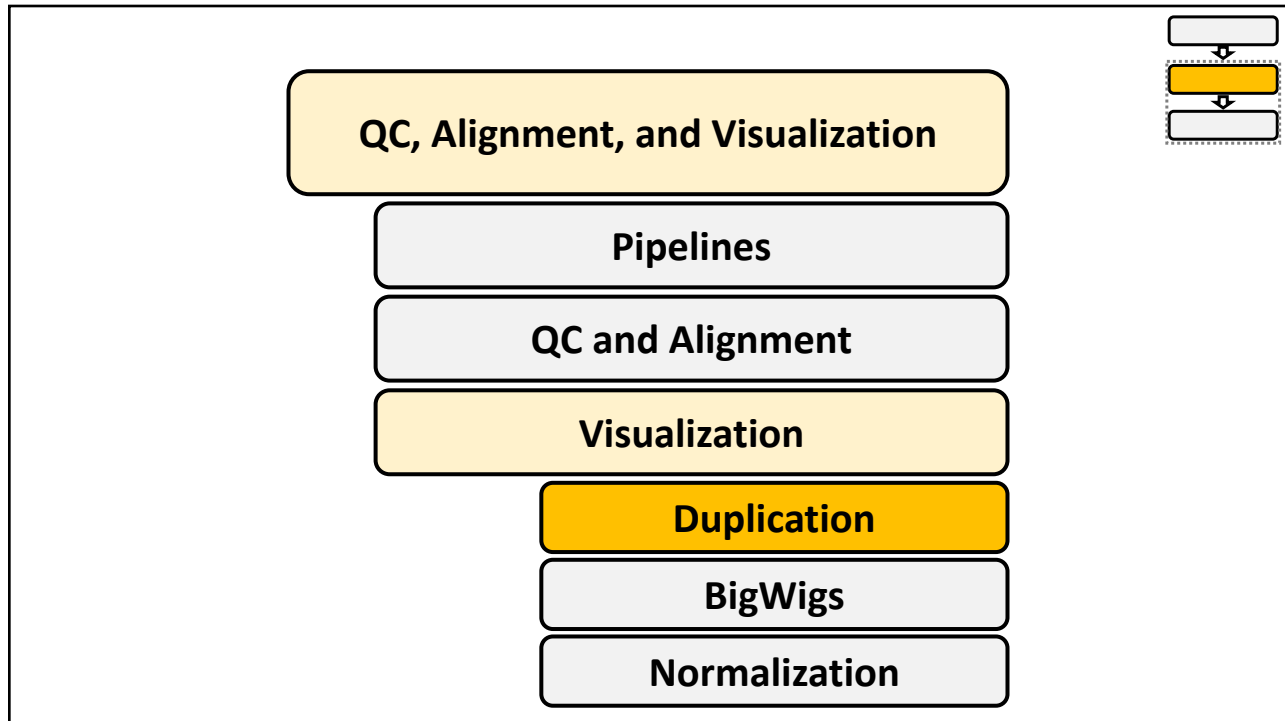 QC, Alignment, and Visualization
Pipelines
QC and Alignment
Visualization
Duplication
BigWigs
Normalization